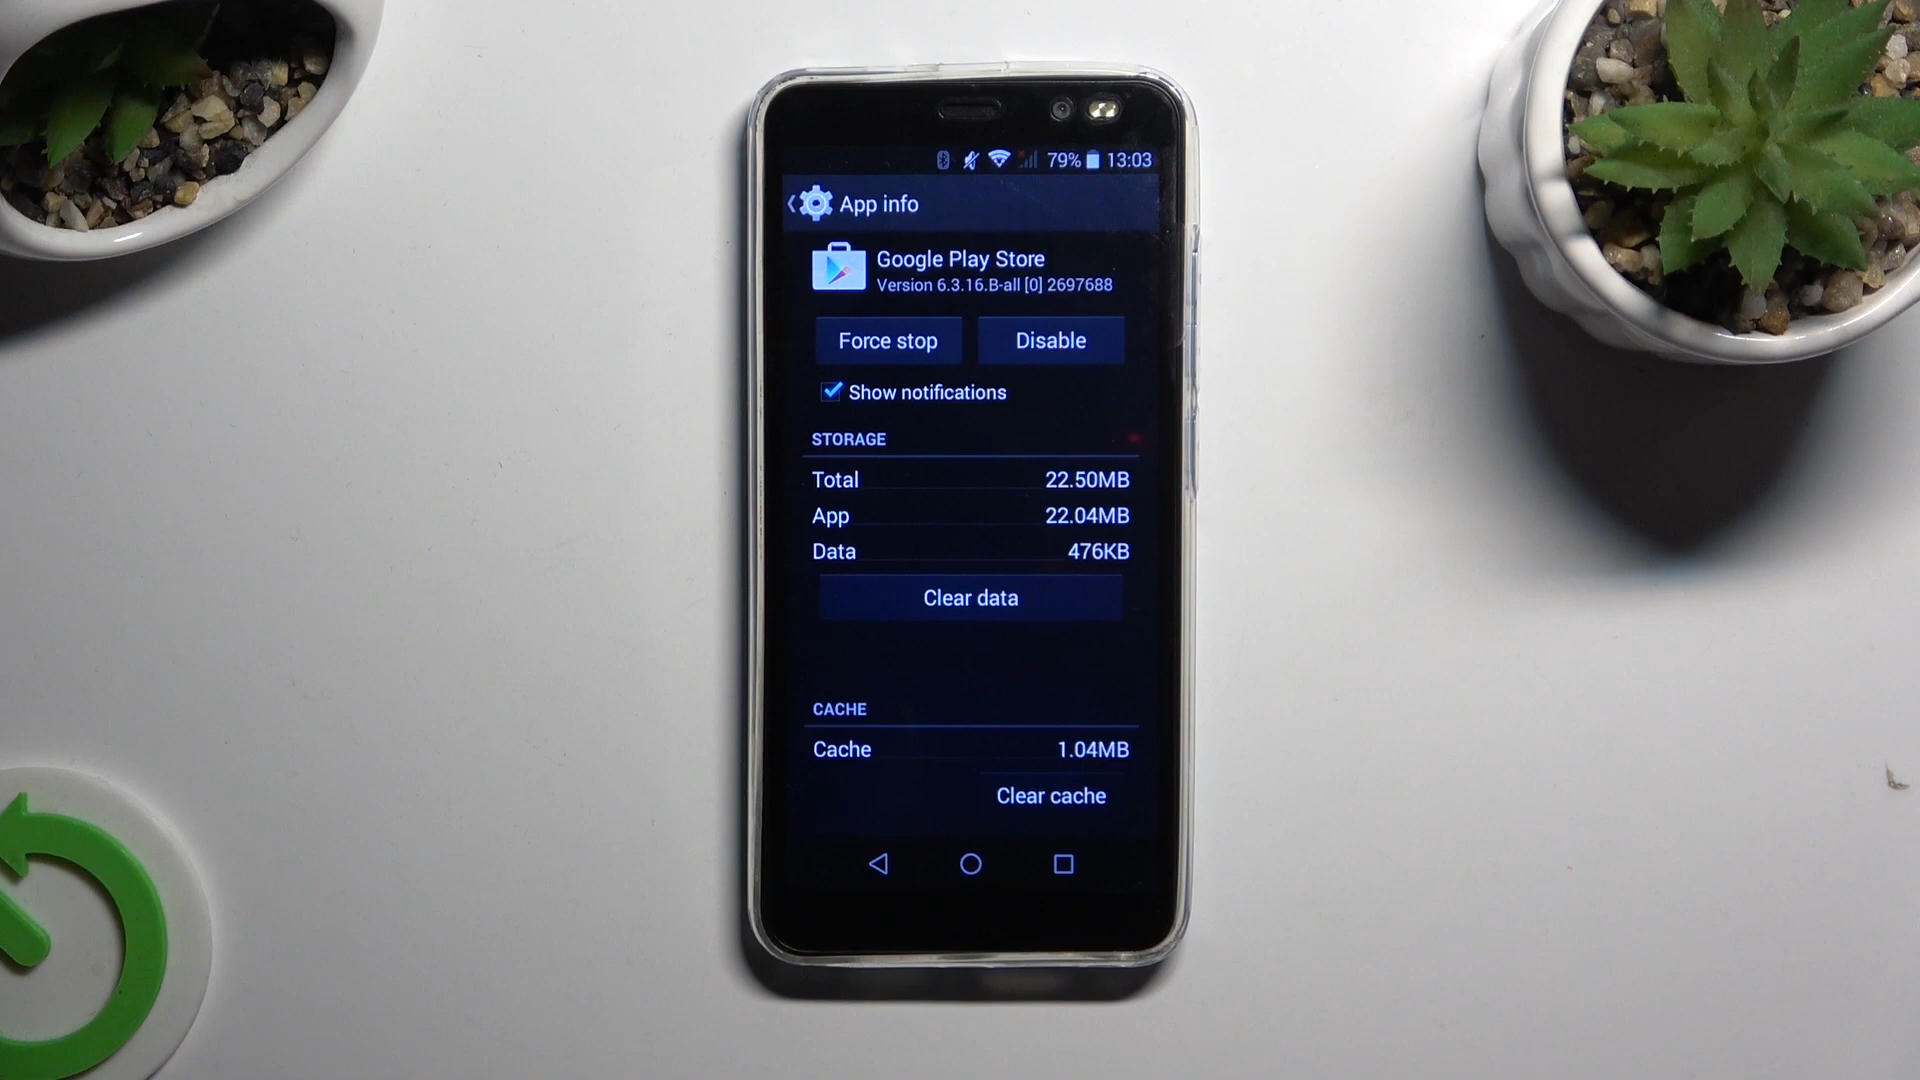 79% 13:03
App info
Google Play Store
Version 6.3.16.B-all [0] 2697688
Force stop Disable
Show notifications
STORAGE
Total 22.50MB
App 22.04MB
Data 476KB
Clear data
CACHE
Cache 1.04MB
Clear cache